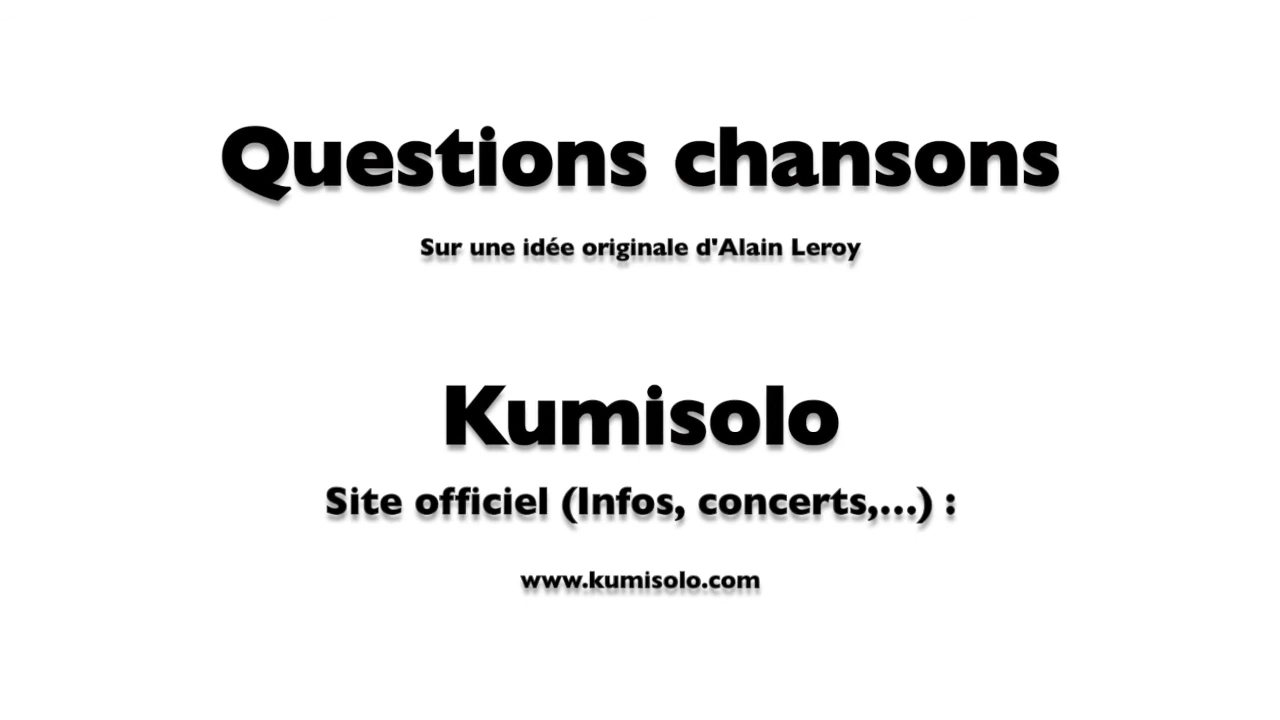 Questions chansons
Sur une idée originale d'Alain Leroy
Kumisolo
Site officiel (Infos, concerts,...) :
www.kumisolo.com